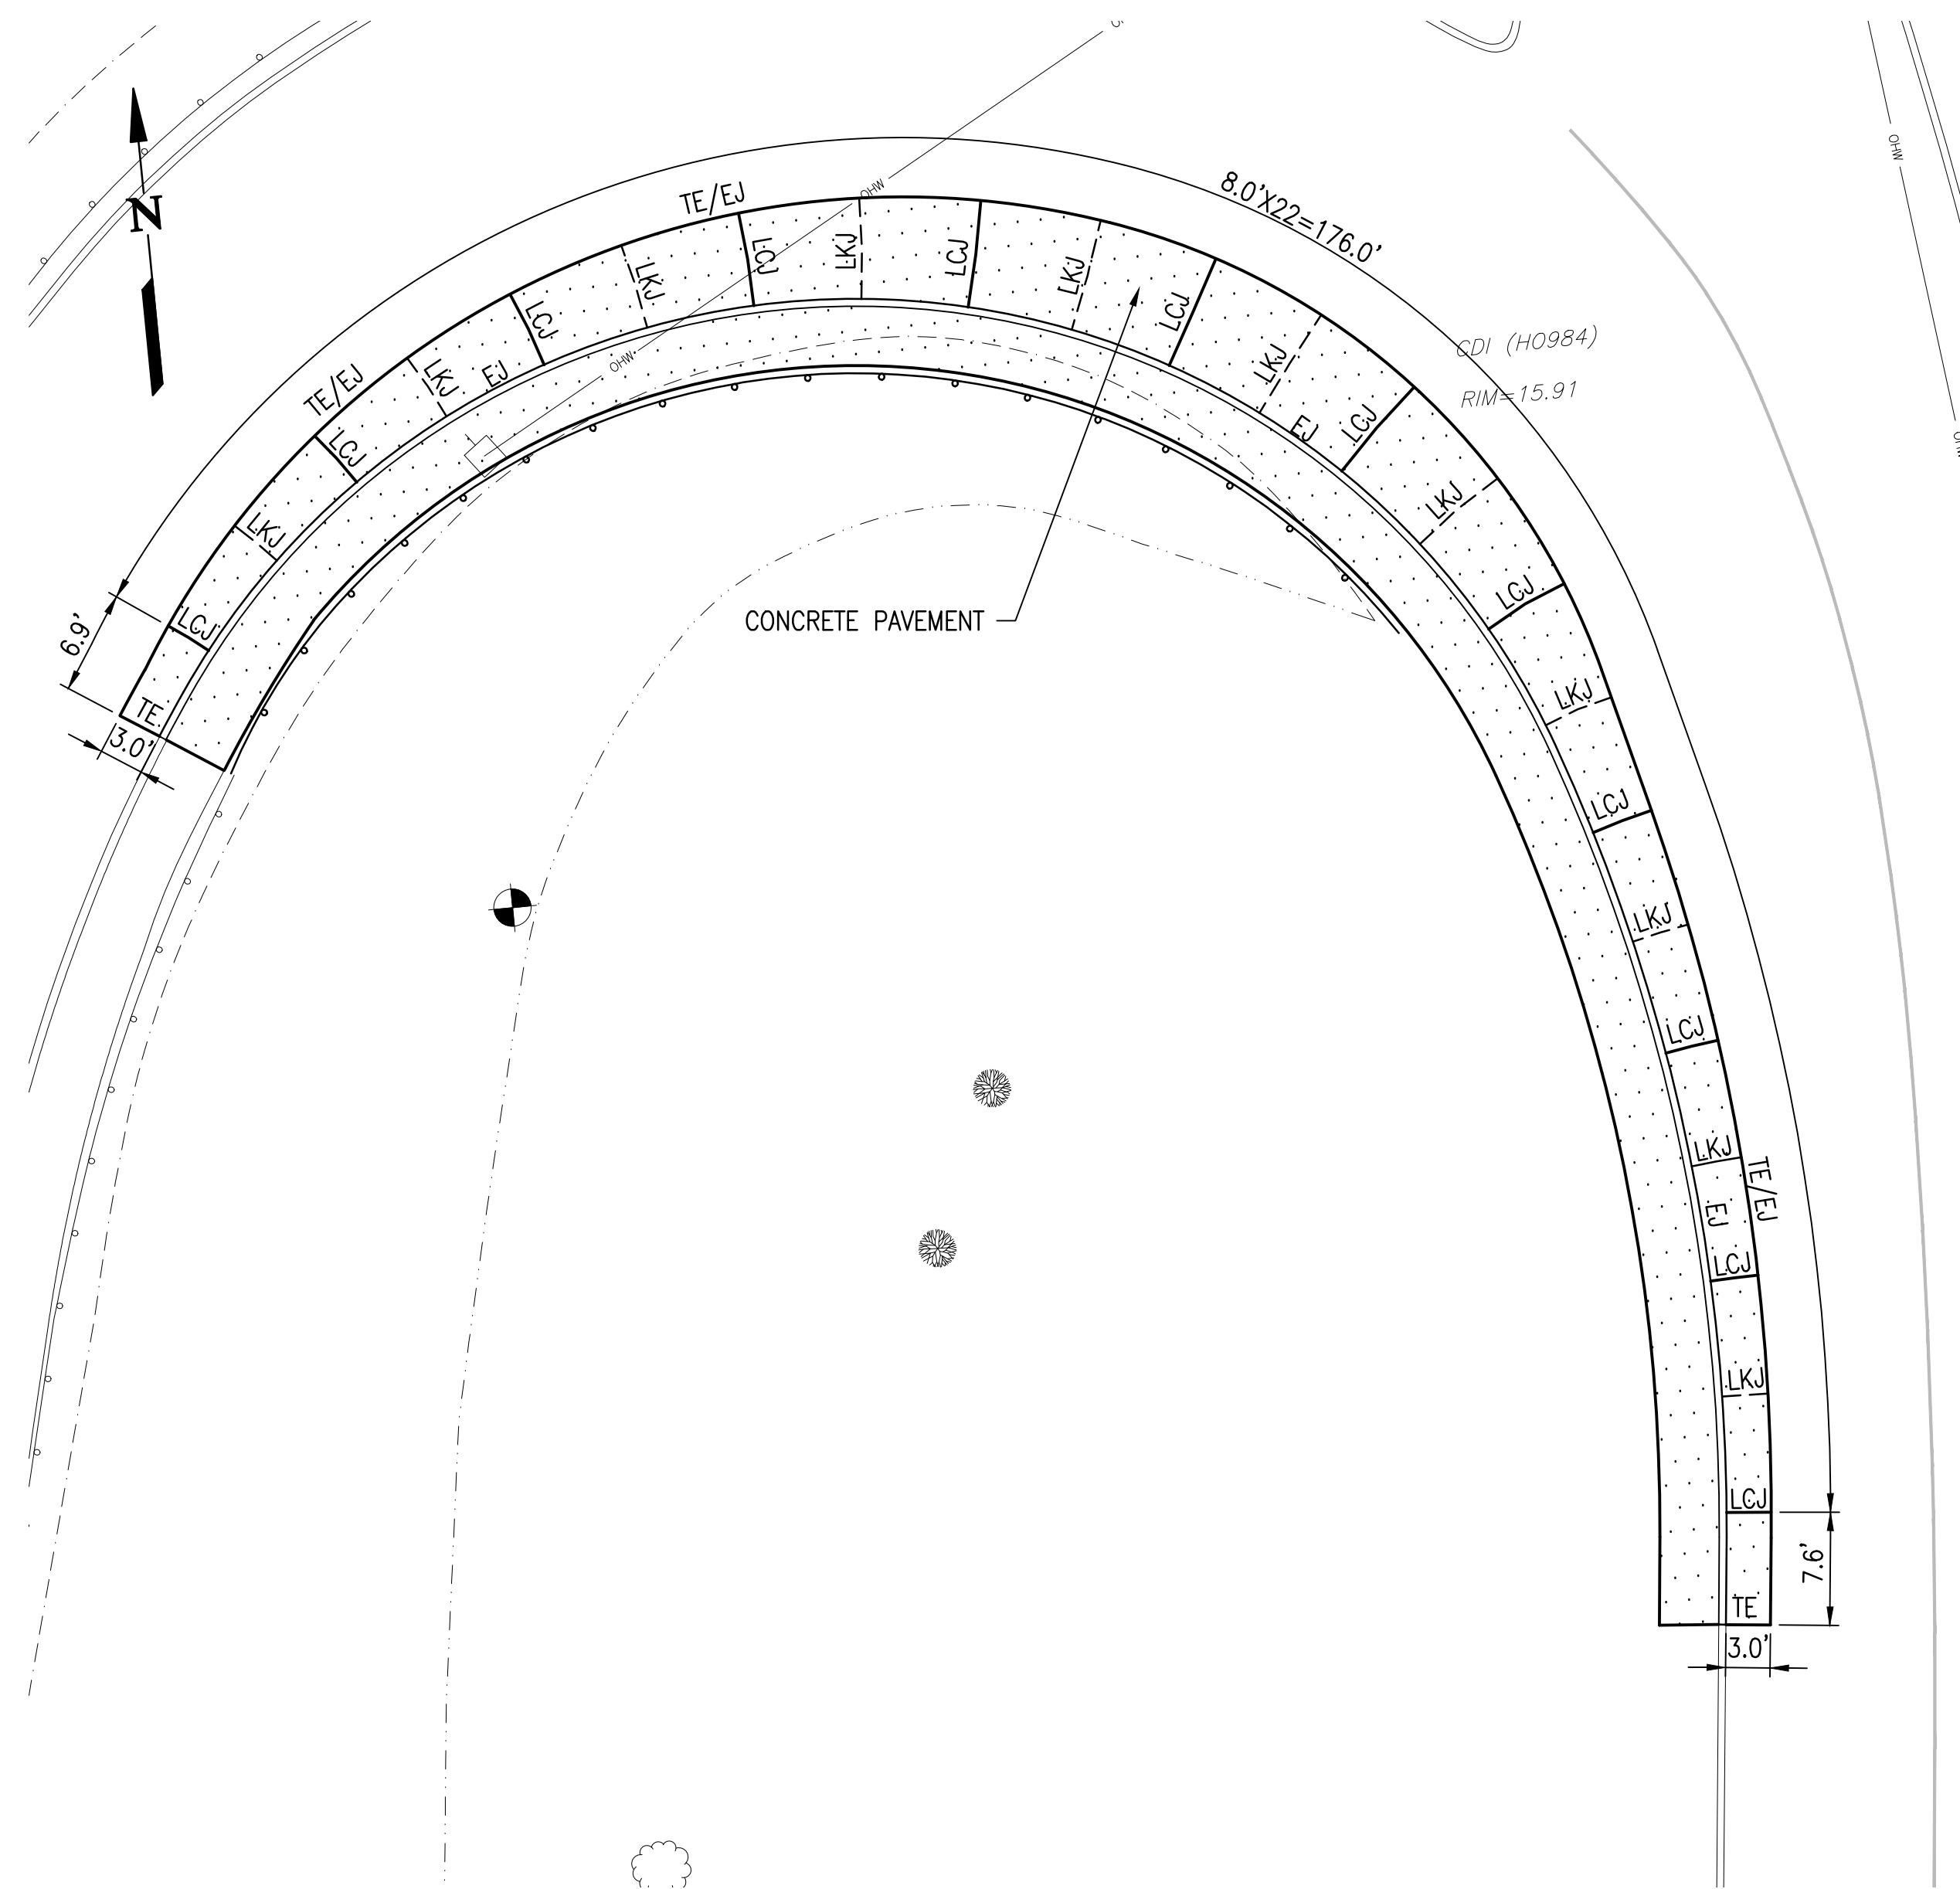 N
TE/EJ
OHW
8.0'X22=176.0'
OHW
LCJ
LKJ
LCJ
LKJ
LKJ
LCJ
LCJ
CDI (H0984)
RIM=15.91
TE/EJ
LKJ
EJ
OHW
LKJ
EJ
LCJ
LCJ
LKJ
LKJ
LCJ
CONCRETE PAVEMENT
LCJ
6.9'
TE
3.0'
LKJ
LCJ
LKJ
LCJ
LKJ
TE/EJ
EJ
LCJ
LKJ
LCJ
7.6'
TE
3.0'